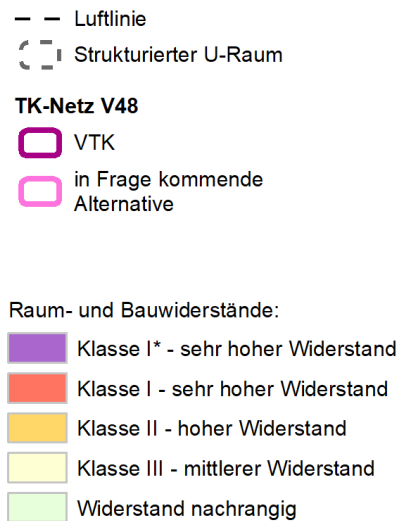 Luftlinie
Strukturierter U-Raum
TK-Netz V48
VTK
in Frage kommende
Alternative
Raum- und Bauwiderstände:
Klasse I* - sehr hoher Widerstand
Klasse I - sehr hoher Widerstand
Klasse II - hoher Widerstand
Klasse III - mittlerer Widerstand
Widerstand nachrangig